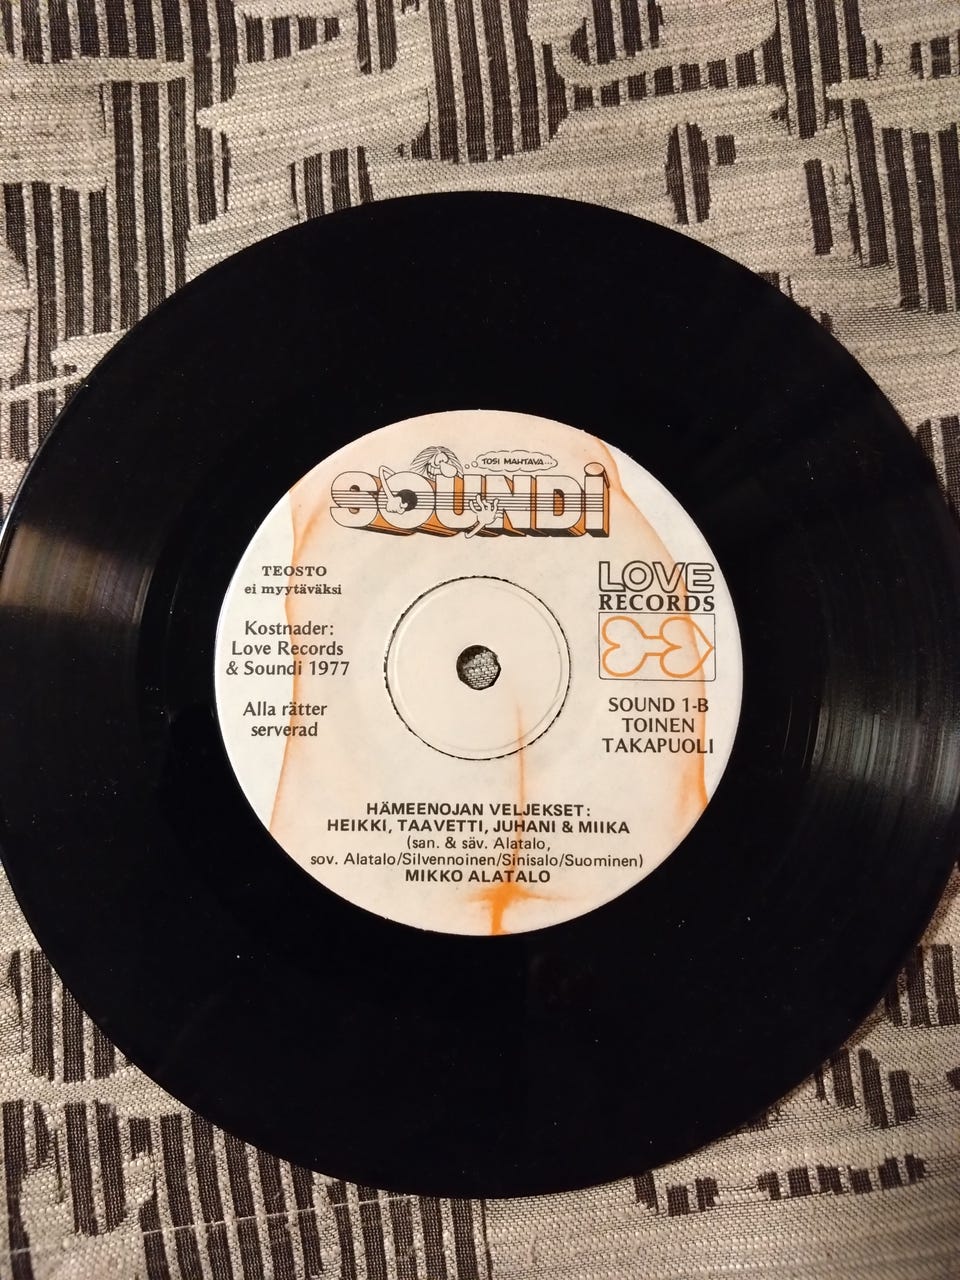 TOSI MAHTAVA...
SOUNDi
TEOSTO
ei myytäväksi
Kostnader:
Love Records
& Soundi 1977
Alla rätter
serverad
LOVE
RECORDS
SOUND 1-B
TOINEN
TAKAPUOLI
HÄMEENOJAN VELJEKSET:
HEIKKI, TAAVETTI, JUHANI & MIIKA
(san. & säv. Alatalo,
sov. Alatalo/Silvennoinen/Sinisalo/Suominen)
MIKKO ALATALO